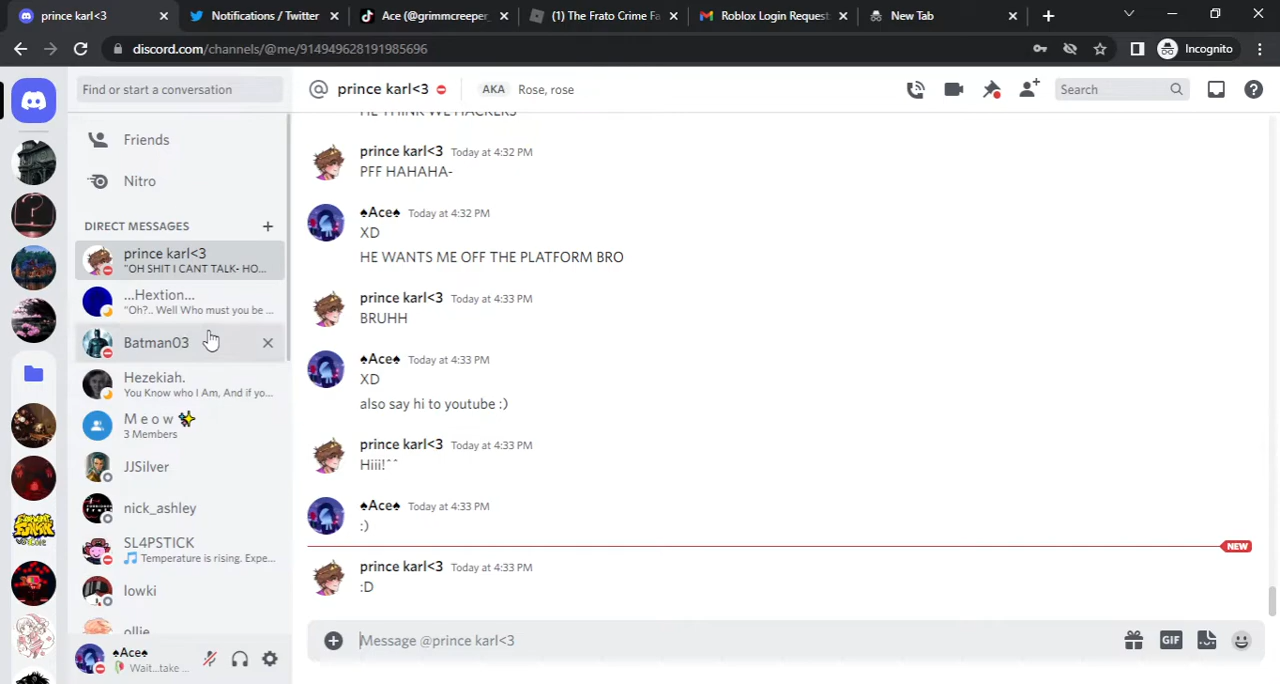 prince karl<3
Notifications / Twitter
Ace (@grimmcreeper_
(1) The Frato Crime Fa
Roblox Login Request
New Tab
discord.com/channels/@me/914949628191985696
Incognito
Find or start a conversation
prince karl<3
AKA
Rose, rose
Search
Friends
Nitro
DIRECT MESSAGES
prince karl<3
"OH SHIT I CANT TALK- HO...
...Hextion...
"Oh?.. Well Who must you be ...
Batman03
Hezekiah.
You Know who I Am, And if yo...
M e o w ✨
3 Members
JJSilver
nick_ashley
SL4PSTICK
🎵 Temperature is rising. Expe...
lowki
ollie
♠Ace♠
Wait...take ...
HE THINK WE HACKERS
prince karl<3 Today at 4:32 PM
PFF HAHAHA-
♠Ace♠ Today at 4:32 PM
XD
HE WANTS ME OFF THE PLATFORM BRO
prince karl<3 Today at 4:33 PM
BRUHH
♠Ace♠ Today at 4:33 PM
XD
also say hi to youtube :)
prince karl<3 Today at 4:33 PM
Hiii!^^
♠Ace♠ Today at 4:33 PM
:)
NEW
prince karl<3 Today at 4:33 PM
:D
Message @prince karl<3
GIF